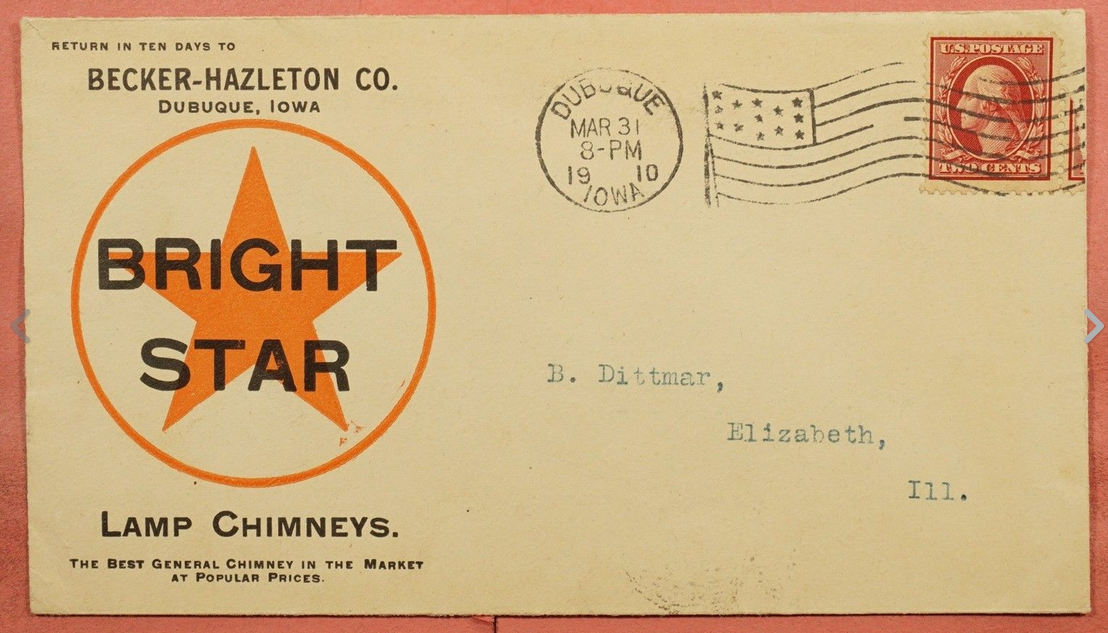 RETURN IN TEN DAYS TO
BECKER-HAZLETON CO.
DUBUQUE, IOWA
BRIGHT
STAR
LAMP CHIMNEYS.
THE BEST GENERAL CHIMNEY IN THE MARKET
AT POPULAR PRICES.
DUBUQUE
MAR 31
8-PM
19 10
IOWA
U.S. POSTAGE
TWO CENTS
B. Dittmar,
Elizabeth,
Ill.